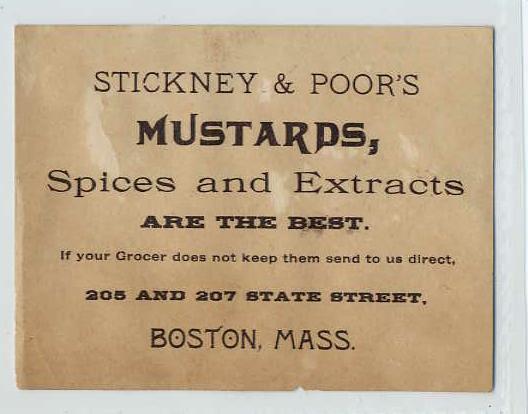 STICKNEY & POOR'S
MUSTARDS,
Spices and Extracts
ARE THE BEST.
If your Grocer does not keep them send to us direct,
205 AND 207 STATE STREET,
BOSTON, MASS.